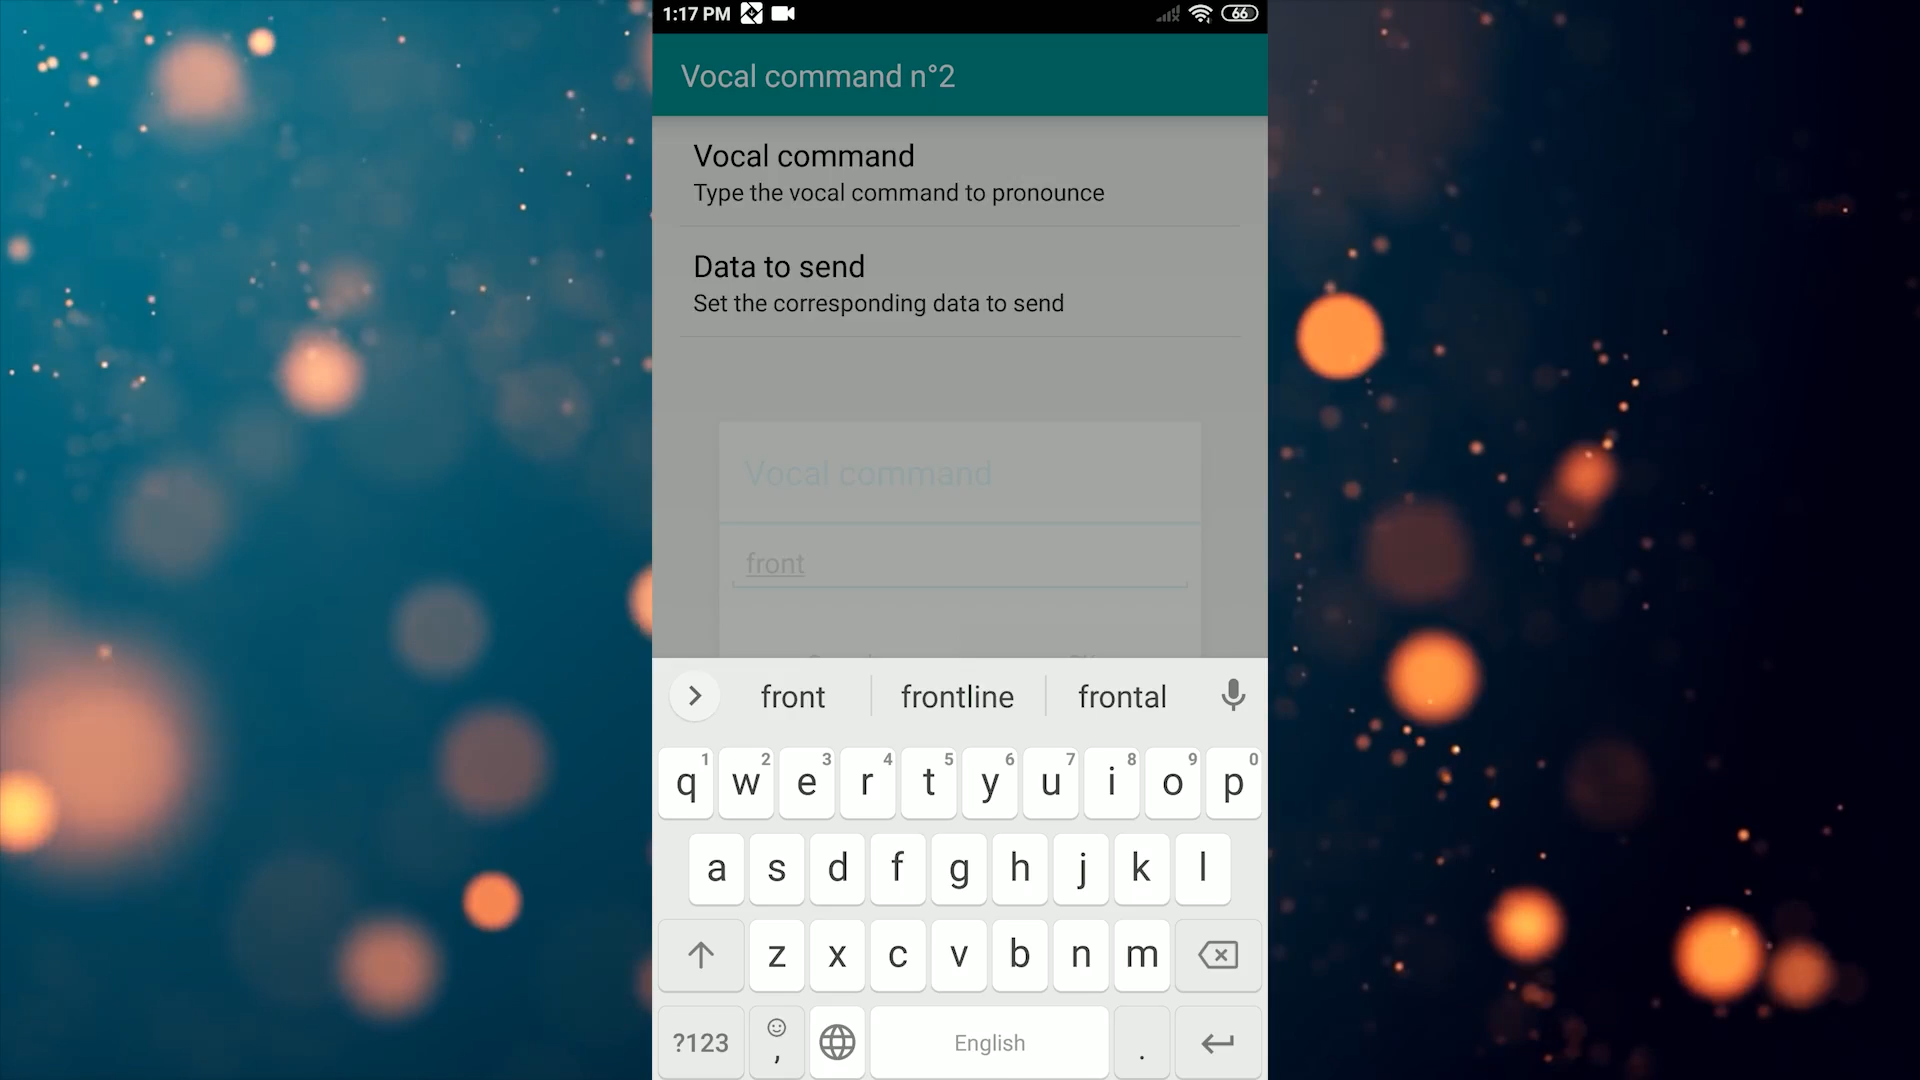 1:17 PM 66
Vocal command n°2
Vocal command
Type the vocal command to pronounce
Data to send
Set the corresponding data to send
Vocal command
front
front frontline frontal
1 2 3 4 5 6 7 8 9 0
q w e r t y u i o p
a s d f g h j k l
z x c v b n m
?123 , English .